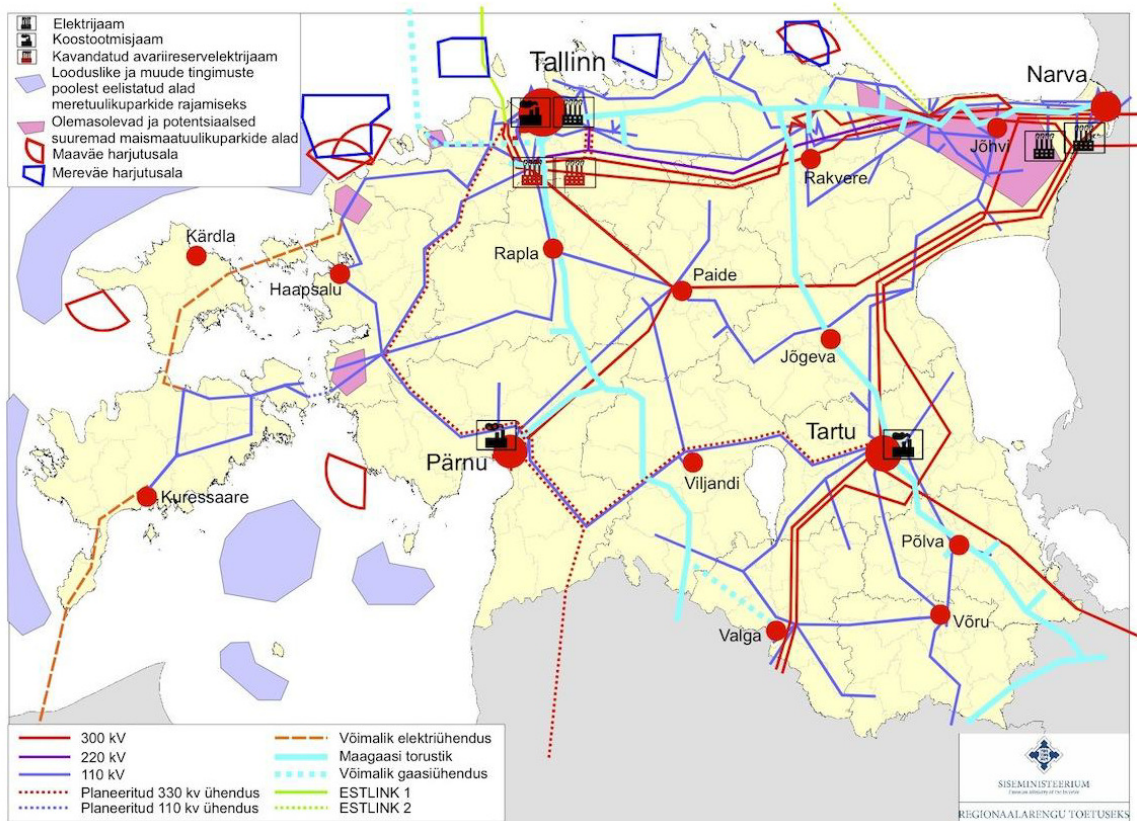 Elektrijaam
Koostootmisjaam
Kavandatud avariireservelektrijaam
Looduslike ja muude tingimuste
poolest eelistatud alad
meretuulikuparkide rajamiseks
Olemasolevad ja potentsiaalsed
suuremad maismaatuulikuparkide alad
Maaväe harjutusala
Mereväe harjutusala
Tallinn
Narva
Jõhvi
Rakvere
Kärdla
Haapsalu
Rapla
Paide
Jõgeva
Tartu
Pärnu
Viljandi
Kuressaare
Põlva
Valga
Võru
300 kV
220 kV
110 kV
Planeeritud 330 kv ühendus
Planeeritud 110 kv ühendus
Võimalik elektriühendus
Maagaasi torustik
Võimalik gaasiühendus
ESTLINK 1
ESTLINK 2
SISEMINISTEERIUM
REGIONAALARENGU TOETUSEKS